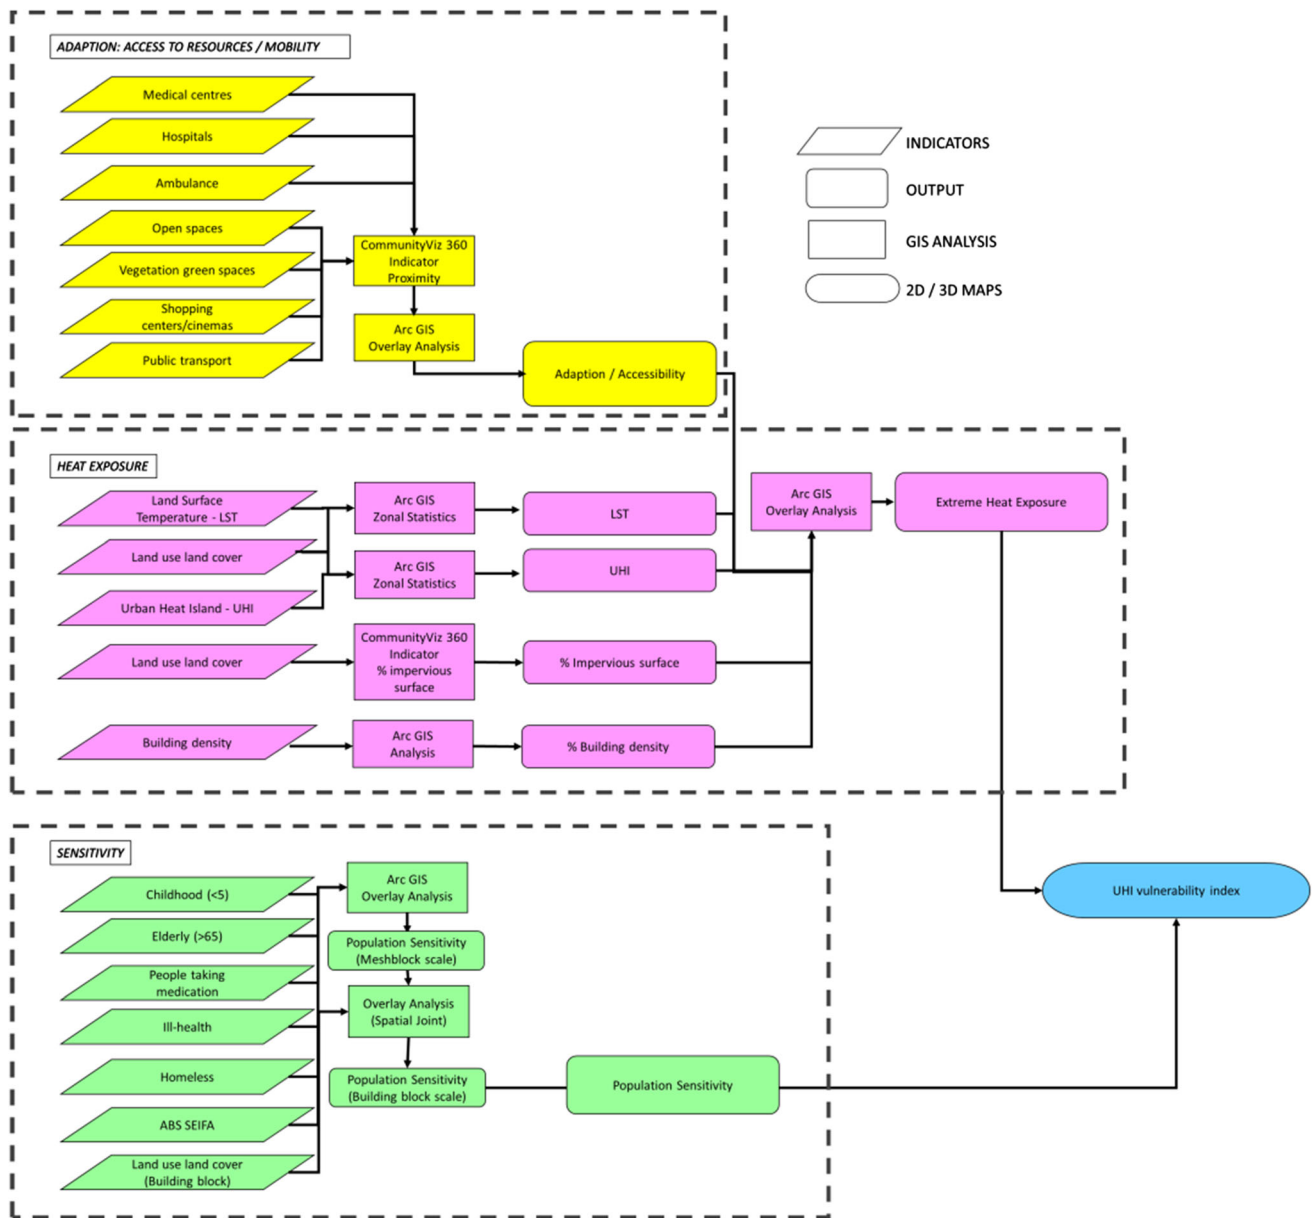 ADAPTION: ACCESS TO RESOURCES / MOBILITY
Medical centres
Hospitals
Ambulance
Open spaces
Vegetation green spaces
Shopping
centers/cinemas
Public transport
CommunityViz 360
Indicator
Proximity
Arc GIS
Overlay Analysis
Adaption / Accessibility
INDICATORS
OUTPUT
GIS ANALYSIS
2D / 3D MAPS
HEAT EXPOSURE
Land Surface
Temperature - LST
Land use land cover
Urban Heat Island - UHI
Land use land cover
Building density
Arc GIS
Zonal Statistics
Arc GIS
Zonal Statistics
CommunityViz 360
Indicator
% impervious
surface
Arc GIS
Analysis
LST
UHI
% Impervious surface
% Building density
Arc GIS
Overlay Analysis
Extreme Heat Exposure
SENSITIVITY
Childhood (<5)
Elderly (>65)
People taking
medication
Ill-health
Homeless
ABS SEIFA
Land use land cover
(Building block)
Arc GIS
Overlay Analysis
Population Sensitivity
(Meshblock scale)
Overlay Analysis
(Spatial Joint)
Population Sensitivity
(Building block scale)
Population Sensitivity
UHI vulnerability index